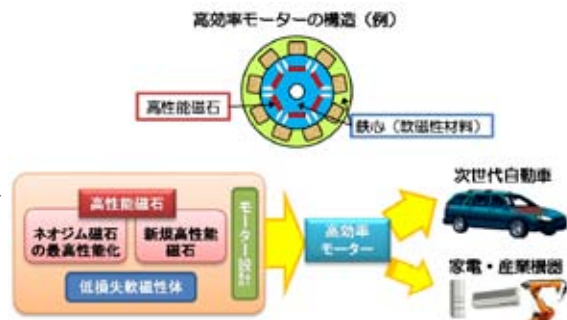 高効率モーターの構造（例）
高性能磁石
鉄心（軟磁性材料）
高性能磁石
ネオジム磁石
の最高性能化
新規高性能
磁石
低損失軟磁性体
モーター設
高効率
モーター
次世代自動車
家電・産業機器